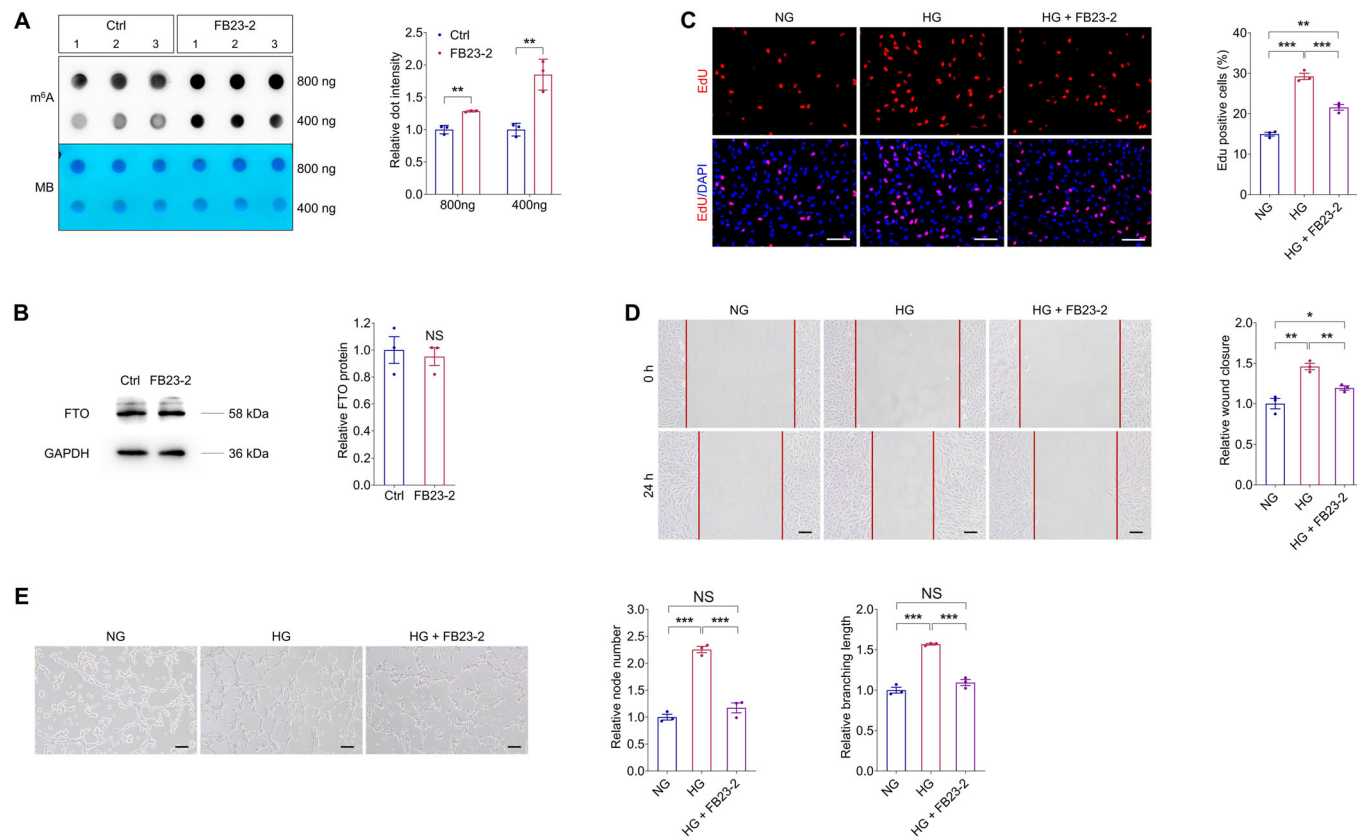 A
Ctrl
FB23-2
1 2 3 1 2 3
m⁶A
800 ng
400 ng
MB
800 ng
400 ng
Relative dot intensity
2.5
2.0
1.5
1.0
0.5
0.0
Ctrl
FB23-2
**
**
800ng 400ng
B
Ctrl FB23-2
FTO
58 kDa
GAPDH
36 kDa
Relative FTO protein
1.2
1.0
0.8
0.6
0.4
0.2
0.0
NS
Ctrl FB23-2
C
NG HG HG + FB23-2
EdU
EdU/DAPI
Edu positive cells (%)
40
30
20
10
0
**
*** ***
NG
HG
HG + FB23-2
D
NG HG HG + FB23-2
0 h
24 h
Relative wound closure
2.0
1.5
1.0
0.5
0.0
*
** **
NG
HG
HG + FB23-2
E
NG HG HG + FB23-2
Relative node number
3.0
2.5
2.0
1.5
1.0
0.5
0.0
NS
*** ***
NG
HG
HG + FB23-2
Relative branching length
2.0
1.5
1.0
0.5
0.0
NS
*** ***
NG
HG
HG + FB23-2